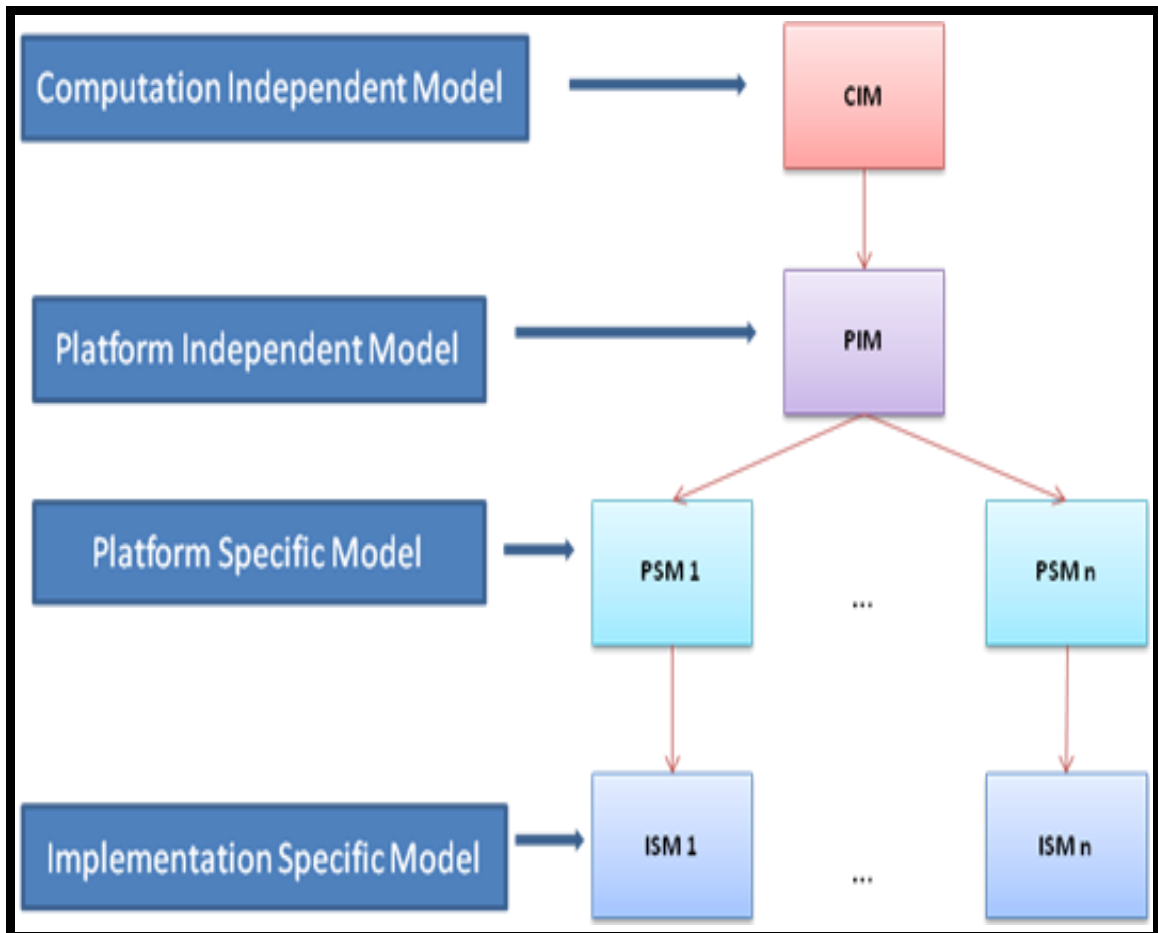 Computation Independent Model
CIM
Platform Independent Model
PIM
Platform Specific Model
PSM 1
...
PSM n
Implementation Specific Model
ISM 1
...
ISM n